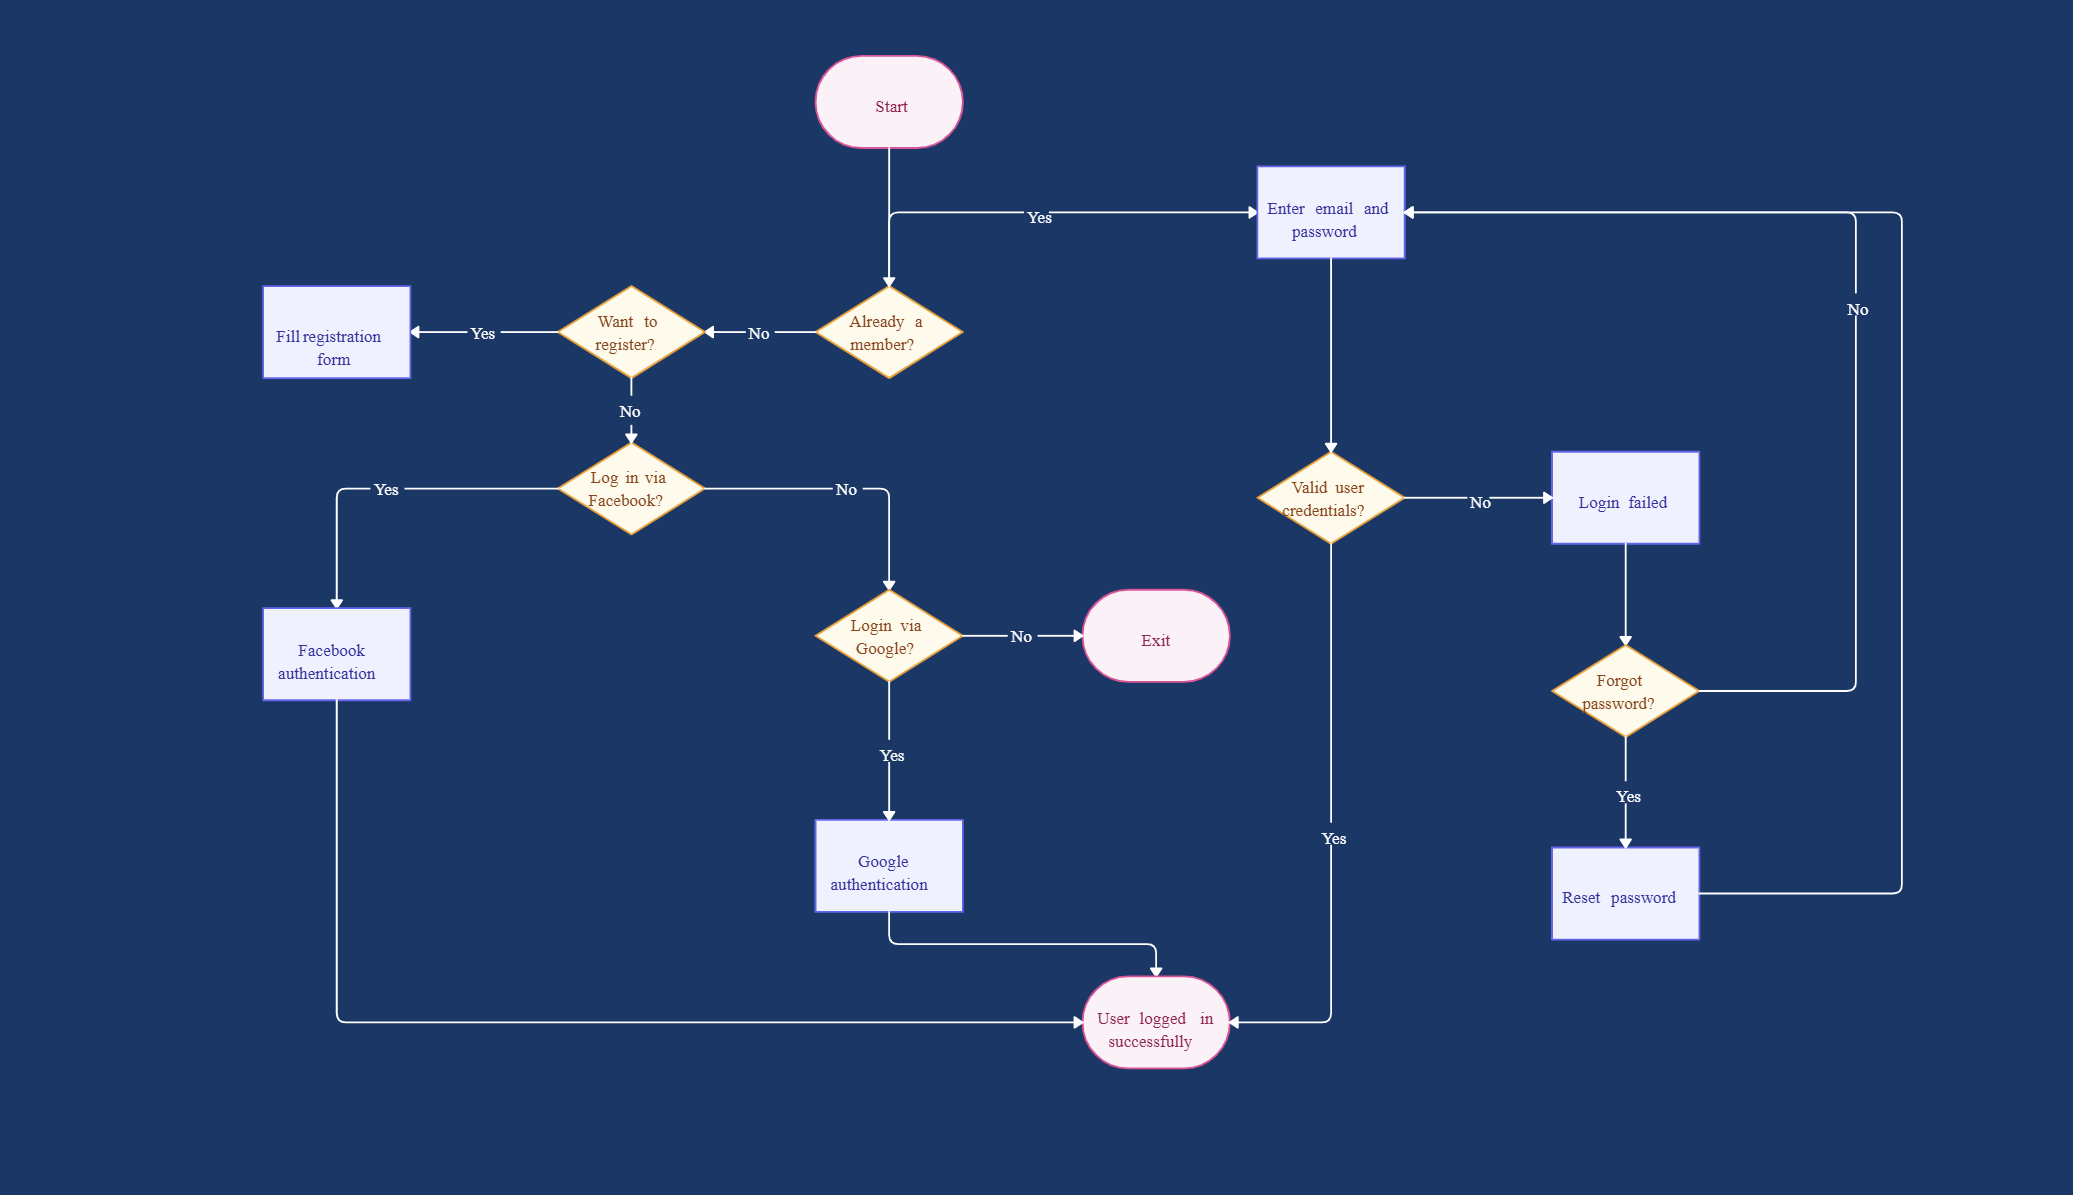 Start
Enter email and
password
Yes
Fill registration
form
Yes
Want to
register?
No
Already a
member?
No
No
Log in via
Facebook?
Yes
No
Valid user
credentials?
No
Login failed
Facebook
authentication
Login via
Google?
No
Exit
Forgot
password?
Yes
Yes
Yes
Google
authentication
Reset password
User logged in
successfully